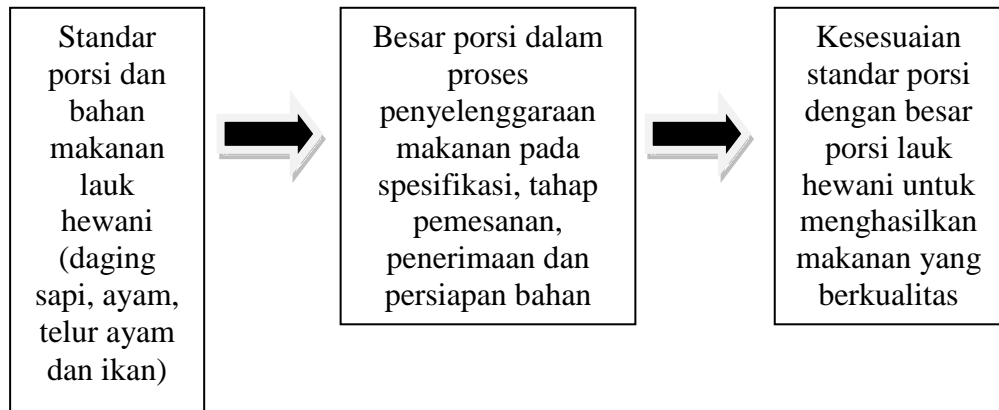 Standar
porsi dan
bahan
makanan
lauk
hewani
(daging
sapi, ayam,
telur ayam
dan ikan)
Besar porsi dalam
proses
penyelenggaraan
makanan pada
spesifikasi, tahap
pemesanan,
penerimaan dan
persiapan bahan
Kesesuaian
standar porsi
dengan besar
porsi lauk
hewani untuk
menghasilkan
makanan yang
berkualitas